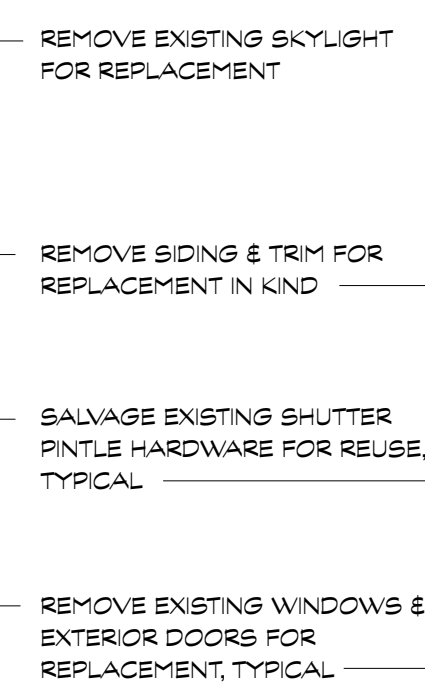 REMOVE EXISTING SKYLIGHT
FOR REPLACEMENT
REMOVE SIDING & TRIM FOR
REPLACEMENT IN KIND
SALVAGE EXISTING SHUTTER
PINTLE HARDWARE FOR REUSE,
TYPICAL
REMOVE EXISTING WINDOWS &
EXTERIOR DOORS FOR
REPLACEMENT, TYPICAL